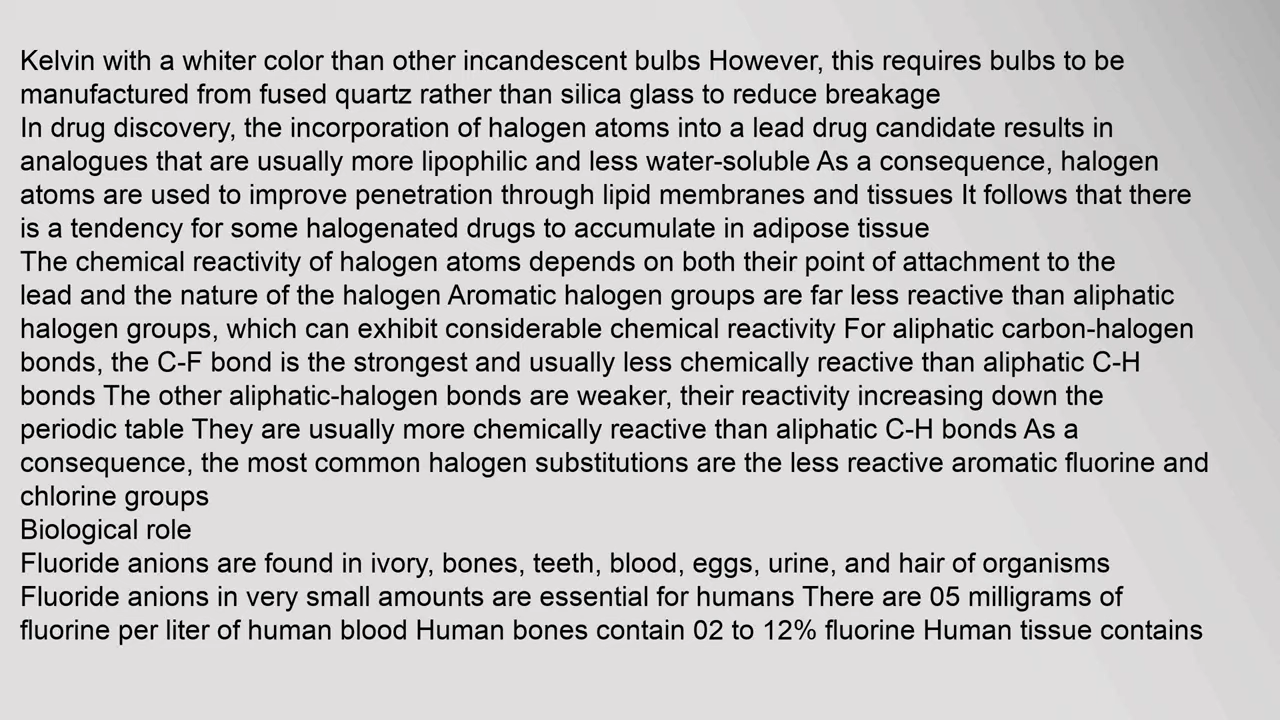 Kelvin with a whiter color than other incandescent bulbs However, this requires bulbs to be
manufactured from fused quartz rather than silica glass to reduce breakage
In drug discovery, the incorporation of halogen atoms into a lead drug candidate results in
analogues that are usually more lipophilic and less water-soluble As a consequence, halogen
atoms are used to improve penetration through lipid membranes and tissues It follows that there
is a tendency for some halogenated drugs to accumulate in adipose tissue
The chemical reactivity of halogen atoms depends on both their point of attachment to the
lead and the nature of the halogen Aromatic halogen groups are far less reactive than aliphatic
halogen groups, which can exhibit considerable chemical reactivity For aliphatic carbon-halogen
bonds, the C-F bond is the strongest and usually less chemically reactive than aliphatic C-H
bonds The other aliphatic-halogen bonds are weaker, their reactivity increasing down the
periodic table They are usually more chemically reactive than aliphatic C-H bonds As a
consequence, the most common halogen substitutions are the less reactive aromatic fluorine and
chlorine groups
Biological role
Fluoride anions are found in ivory, bones, teeth, blood, eggs, urine, and hair of organisms
Fluoride anions in very small amounts are essential for humans There are 05 milligrams of
fluorine per liter of human blood Human bones contain 02 to 12% fluorine Human tissue contains